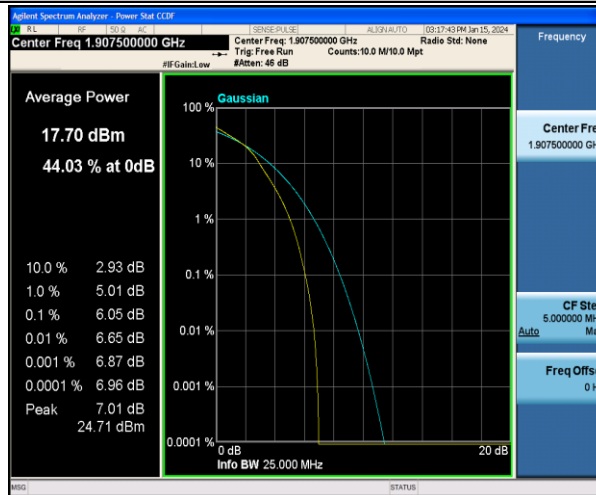 Agilent Spectrum Analyzer - Power Stat CCDF
RL RF 50 Ω AC SENSE:PULSE ALIGN AUTO 03:17:43 PM Jan 15, 2024
Center Freq 1.907500000 GHz
Center Freq: 1.907500000 GHz Radio Std: None
Trig: Free Run Counts:10.0 M/10.0 Mpt
#IFGain:Low #Atten: 46 dB
Frequency
Average Power
17.70 dBm
44.03 % at 0dB
10.0 % 2.93 dB
1.0 % 5.01 dB
0.1 % 6.05 dB
0.01 % 6.65 dB
0.001 % 6.87 dB
0.0001 % 6.96 dB
Peak 7.01 dB
24.71 dBm
Gaussian
100 %
10 %
1 %
0.1 %
0.01 %
0.001 %
0.0001 %
0 dB 20 dB
Info BW 25.000 MHz
Center Fre
1.907500000 GH
CF Ste
5.000000 MH
Auto Ma
Freq Offs
0 H
MSG STATUS